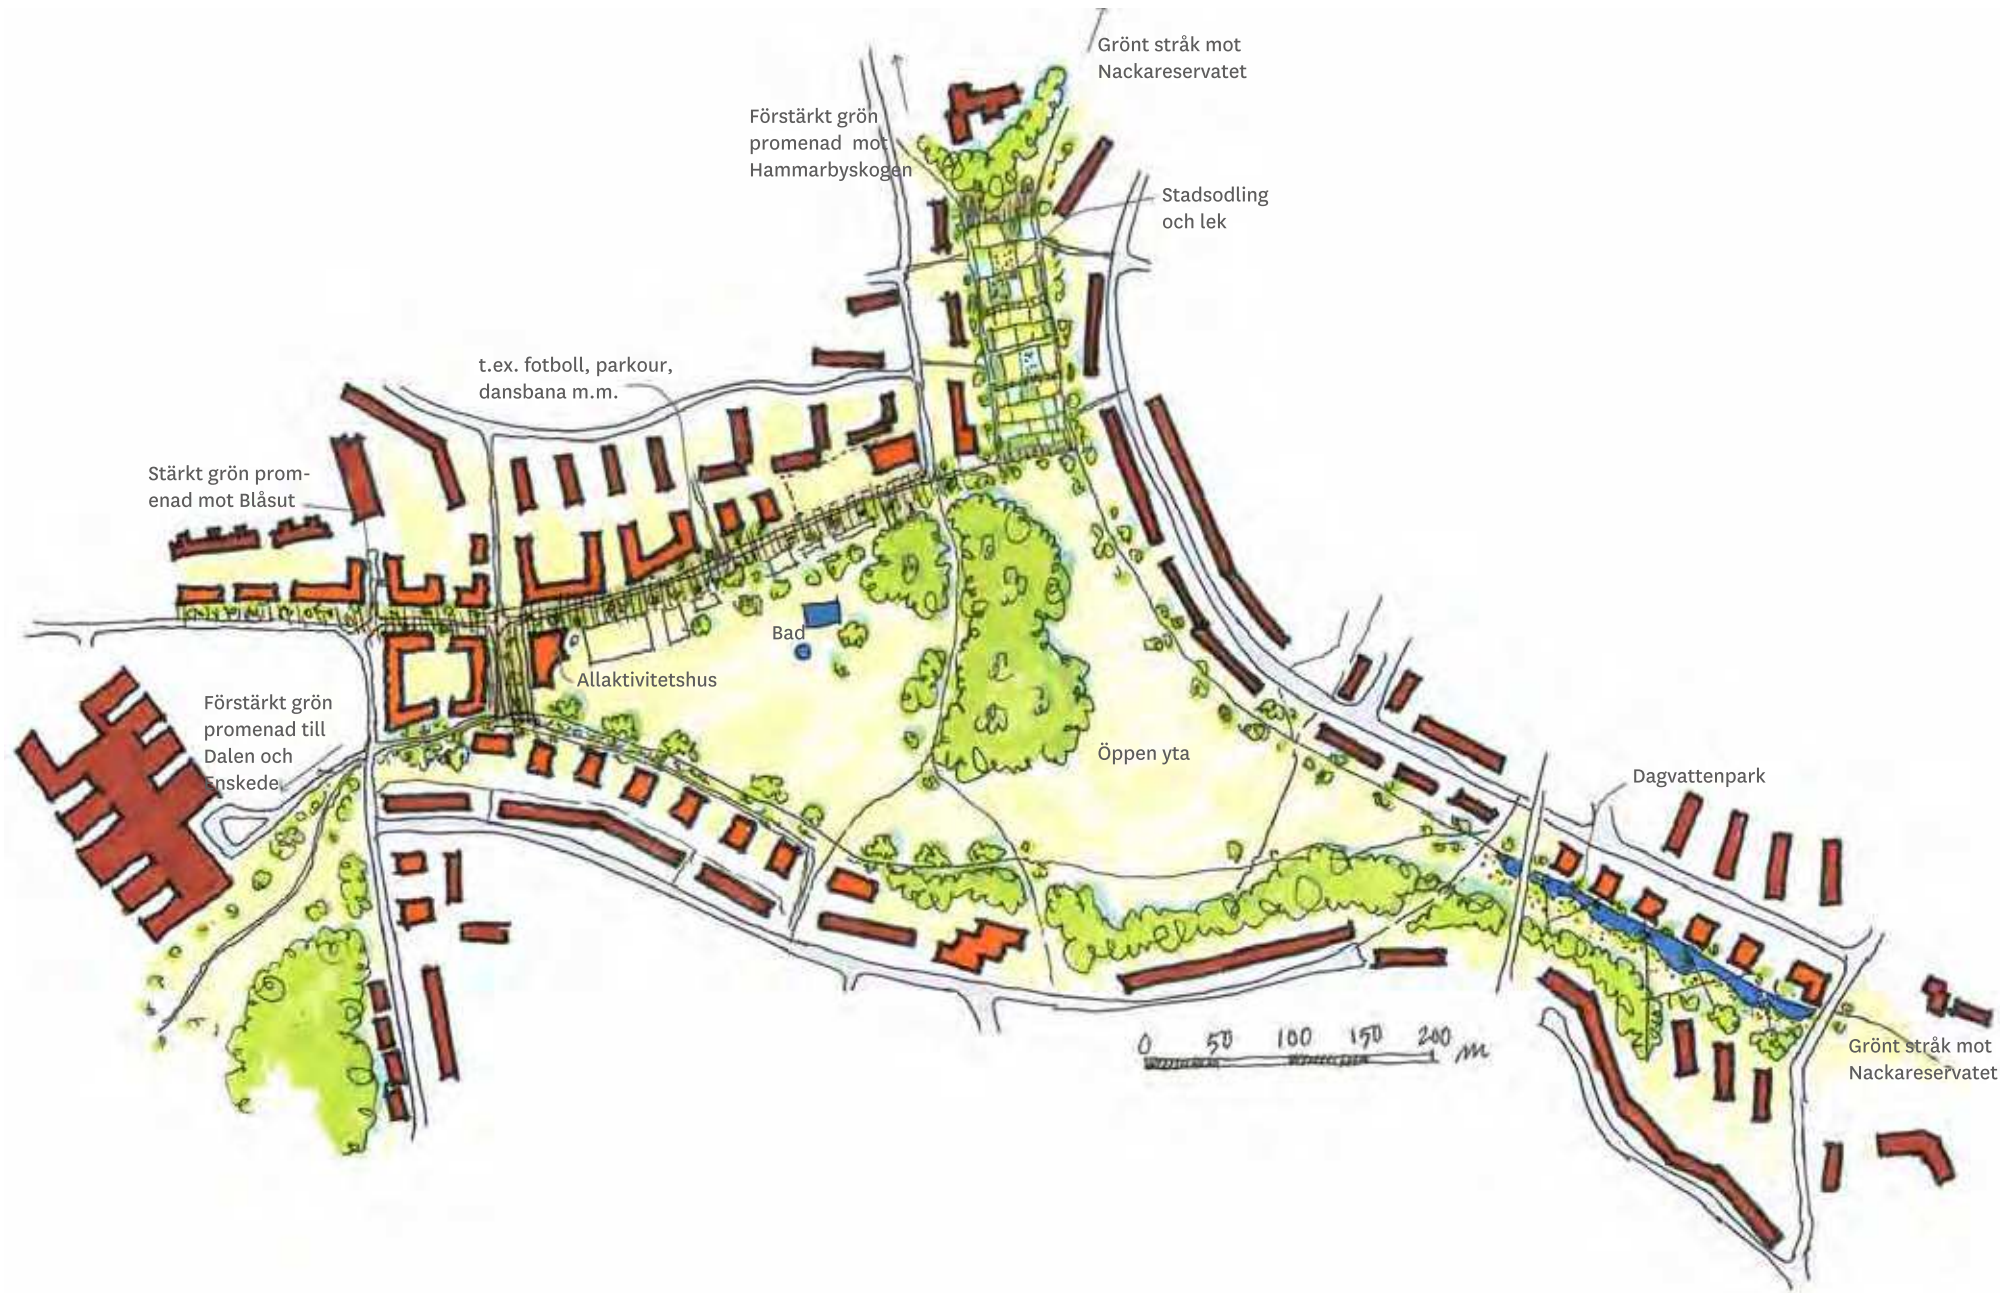 Grönt stråk mot
Nackareservatet
Förstärkt grön
promenad mot
Hammarbyskogen
Stadsodling
och lek
t.ex. fotboll, parkour,
dansbana m.m.
Stärkt grön prom-
enad mot Blåsut
Bad
Allaktivitetshus
Förstärkt grön
promenad till
Dalen och
Enskede
Öppen yta
Dagvattenpark
0 50 100 150 200 m
Grönt stråk mot
Nackareservatet